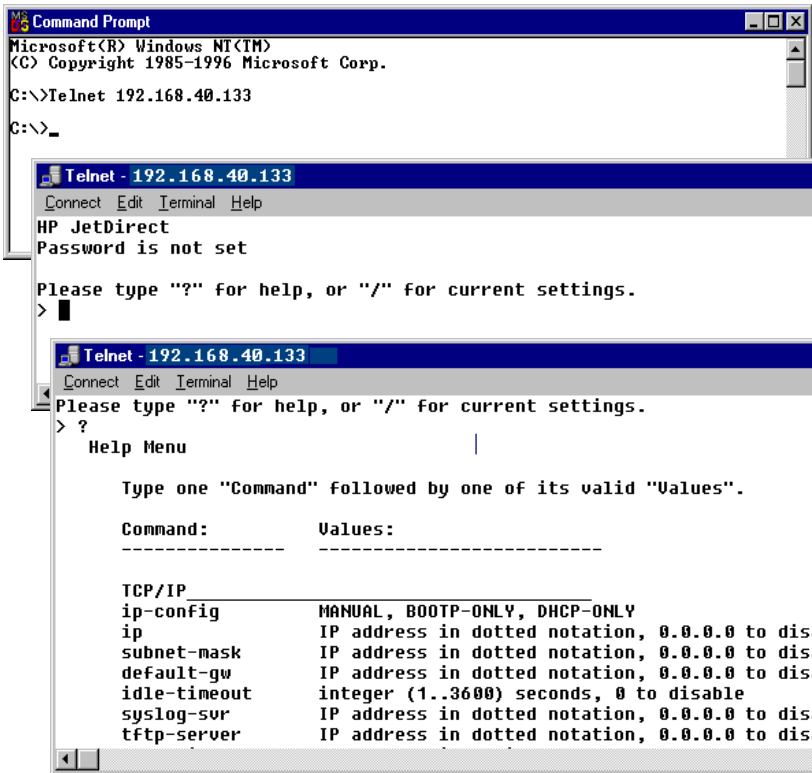 Command Prompt
Microsoft(R) Windows NT(TM)
(C) Copyright 1985-1996 Microsoft Corp.
C:\>Telnet 192.168.40.133
C:\>_
Telnet - 192.168.40.133
Connect Edit Terminal Help
HP JetDirect
Password is not set
Please type "?" for help, or "/" for current settings.
>
Telnet - 192.168.40.133
Connect Edit Terminal Help
Please type "?" for help, or "/" for current settings.
> ?
Help Menu
Type one "Command" followed by one of its valid "Values".
Command: Values:
--------------- --------------------------
TCP/IP_____________________________________
ip-config MANUAL, BOOTP-ONLY, DHCP-ONLY
ip IP address in dotted notation, 0.0.0.0 to dis
subnet-mask IP address in dotted notation, 0.0.0.0 to dis
default-gw IP address in dotted notation, 0.0.0.0 to dis
idle-timeout integer (1..3600) seconds, 0 to disable
syslog-svr IP address in dotted notation, 0.0.0.0 to dis
tftp-server IP address in dotted notation, 0.0.0.0 to dis